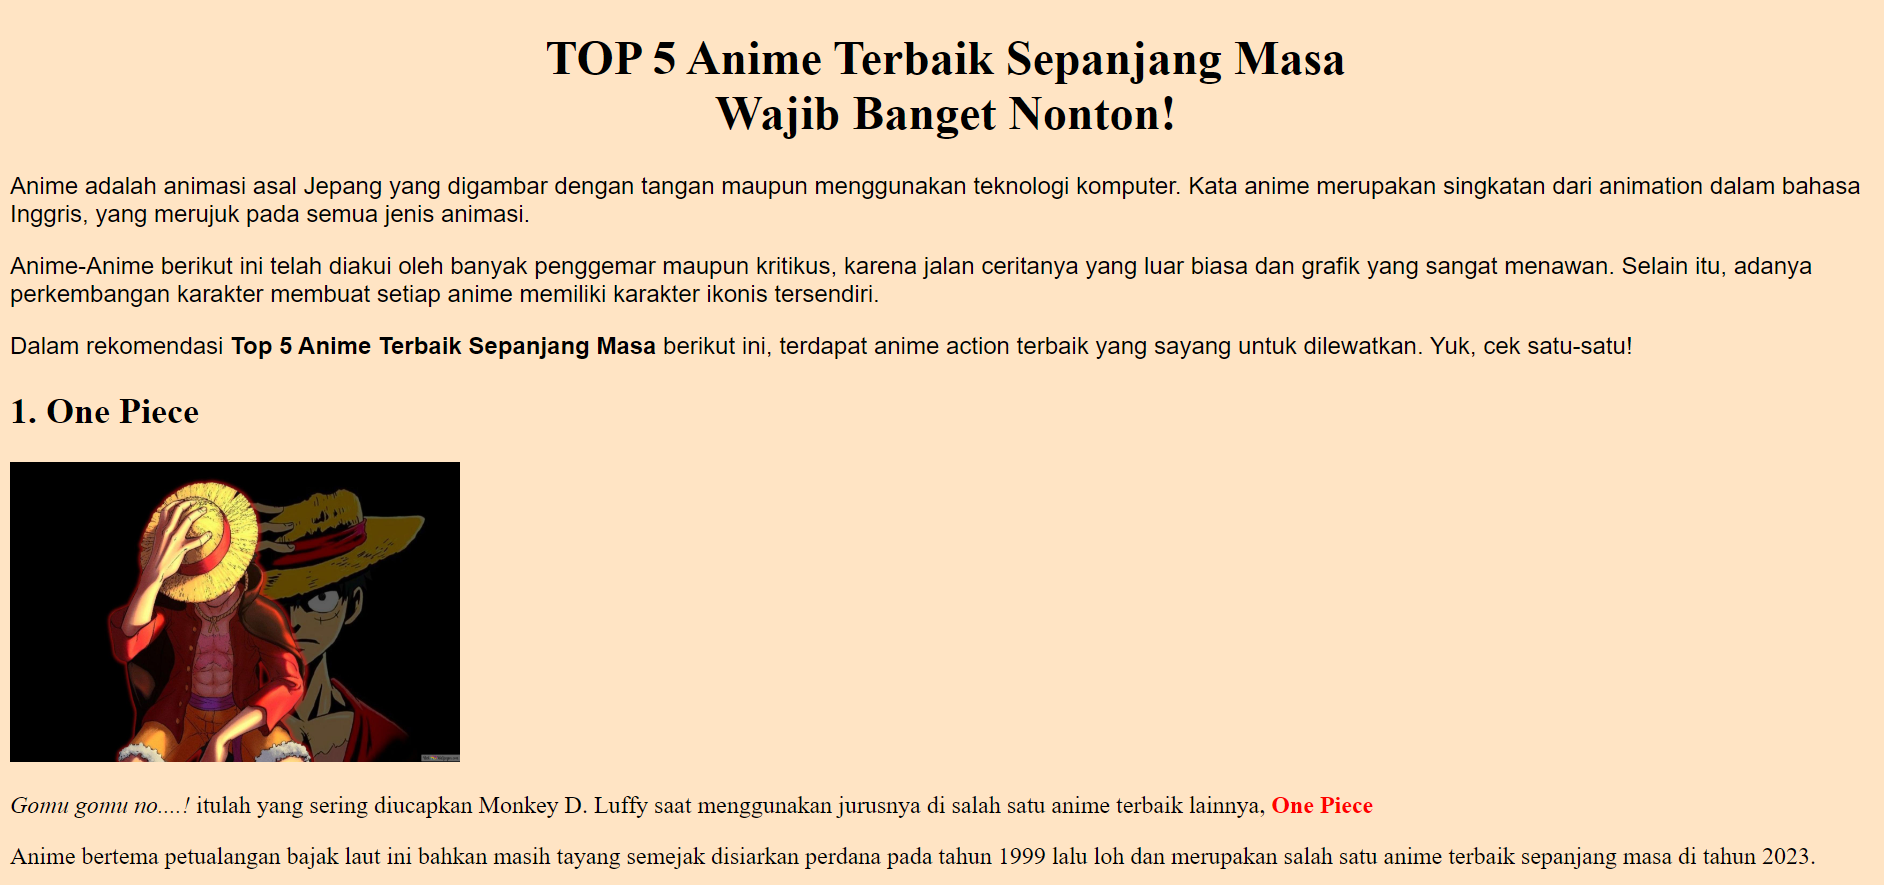 TOP 5 Anime Terbaik Sepanjang Masa
Wajib Banget Nonton!
Anime adalah animasi asal Jepang yang digambar dengan tangan maupun menggunakan teknologi komputer. Kata anime merupakan singkatan dari animation dalam bahasa
Inggris, yang merujuk pada semua jenis animasi.
Anime-Anime berikut ini telah diakui oleh banyak penggemar maupun kritikus, karena jalan ceritanya yang luar biasa dan grafik yang sangat menawan. Selain itu, adanya
perkembangan karakter membuat setiap anime memiliki karakter ikonis tersendiri.
Dalam rekomendasi Top 5 Anime Terbaik Sepanjang Masa berikut ini, terdapat anime action terbaik yang sayang untuk dilewatkan. Yuk, cek satu-satu!
1. One Piece
Gomu gomu no....! itulah yang sering diucapkan Monkey D. Luffy saat menggunakan jurusnya di salah satu anime terbaik lainnya, One Piece
Anime bertema petualangan bajak laut ini bahkan masih tayang semejak disiarkan perdana pada tahun 1999 lalu loh dan merupakan salah satu anime terbaik sepanjang masa di tahun 2023.